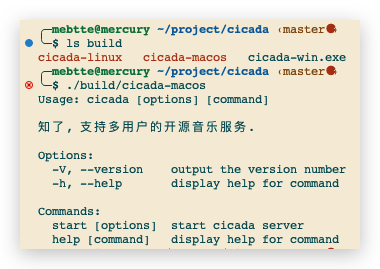 mebtte@mercury ~/project/cicada ‹master●›
$ ls build
cicada-linux cicada-macos cicada-win.exe
mebtte@mercury ~/project/cicada ‹master●›
$ ./build/cicada-macos
Usage: cicada [options] [command]
知了, 支持多用户的开源音乐服务.
Options:
-V, --version output the version number
-h, --help display help for command
Commands:
start [options] start cicada server
help [command] display help for command